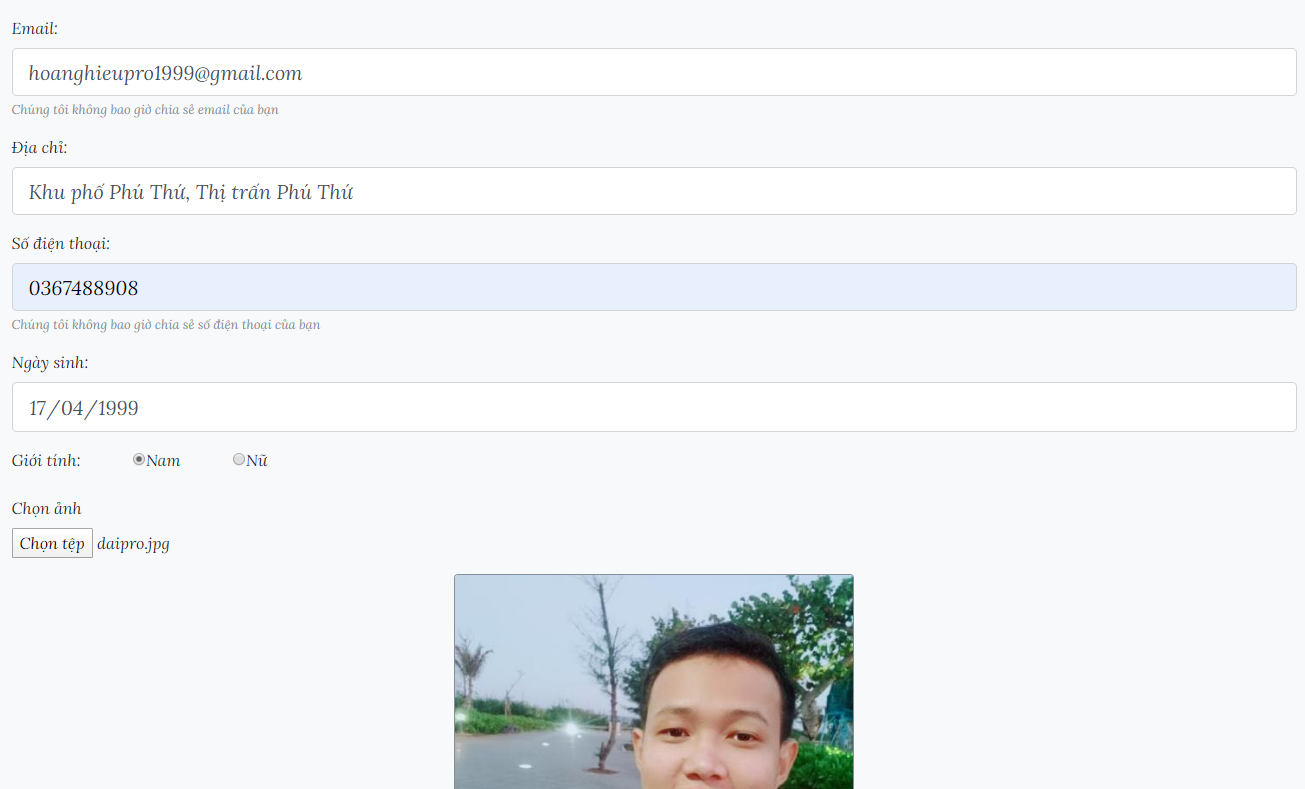 Email:
hoanghieupro1999@gmail.com
Chúng tôi không bao giờ chia sẻ email của bạn
Địa chỉ:
Khu phố Phú Thứ, Thị trấn Phú Thứ
Số điện thoại:
0367488908
Chúng tôi không bao giờ chia sẻ số điện thoại của bạn
Ngày sinh:
17/04/1999
Giới tính: Nam Nữ
Chọn ảnh
Chọn tệp daipro.jpg